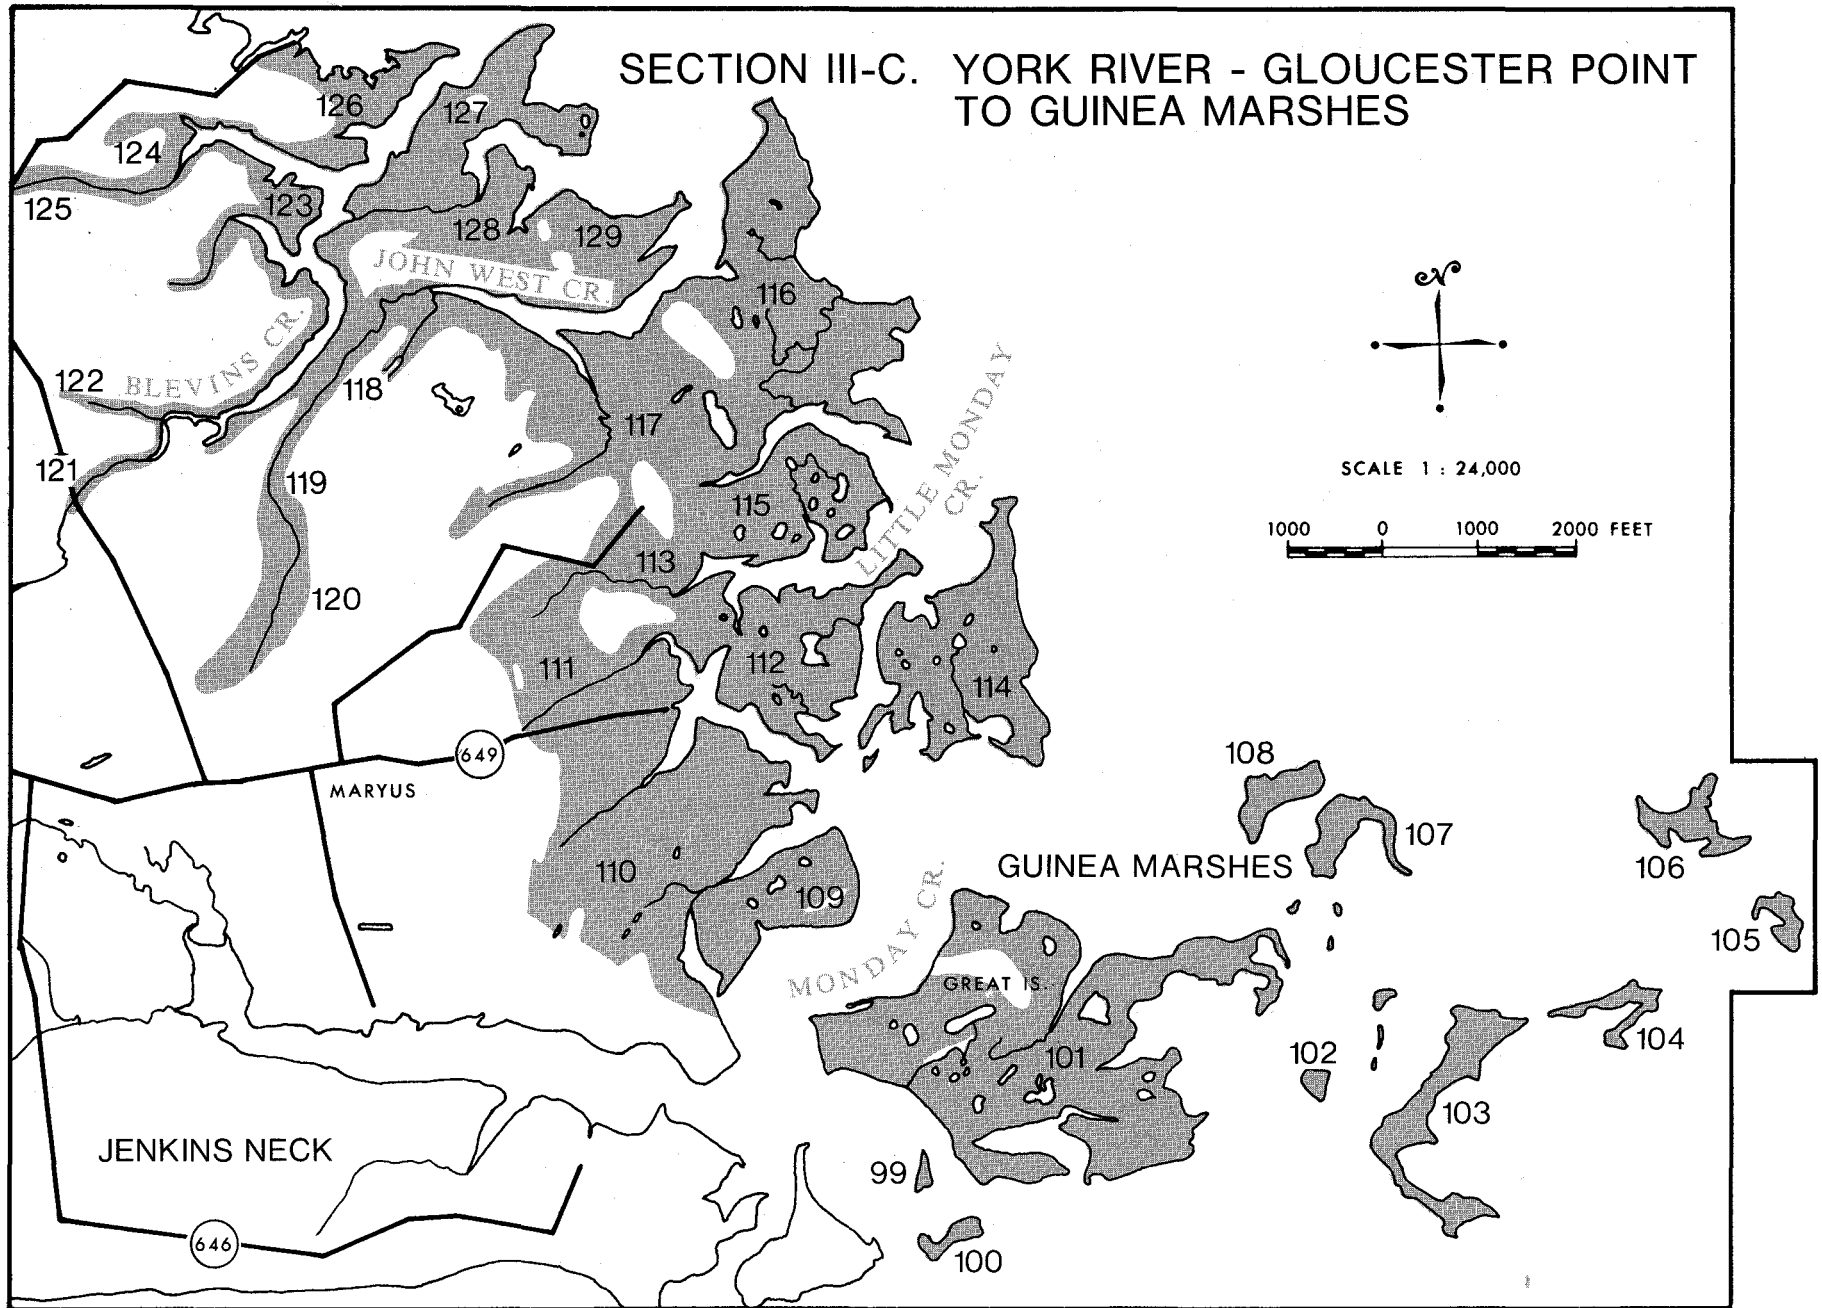 SECTION III-C. YORK RIVER - GLOUCESTER POINT
TO GUINEA MARSHES
126
127
124
125
123
128
129
JOHN WEST CR.
116
N
BLEVINS CR.
122
118
117
LITTLE MONDAY
CR.
SCALE 1 : 24,000
121
119
115
1000 0 1000 2000 FEET
113
120
111
112
114
649
MARYUS
108
107
106
GUINEA MARSHES
110
109
105
MONDAY CR.
GREAT IS.
104
101
102
103
JENKINS NECK
99
646
100